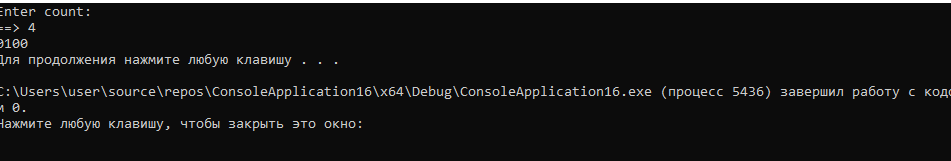 Enter count:
==> 4
0100
Для продолжения нажмите любую клавишу . . .
C:\Users\user\source\repos\ConsoleApplication16\x64\Debug\ConsoleApplication16.exe (процесс 5436) завершил работу с кодо
м 0.
Нажмите любую клавишу, чтобы закрыть это окно: